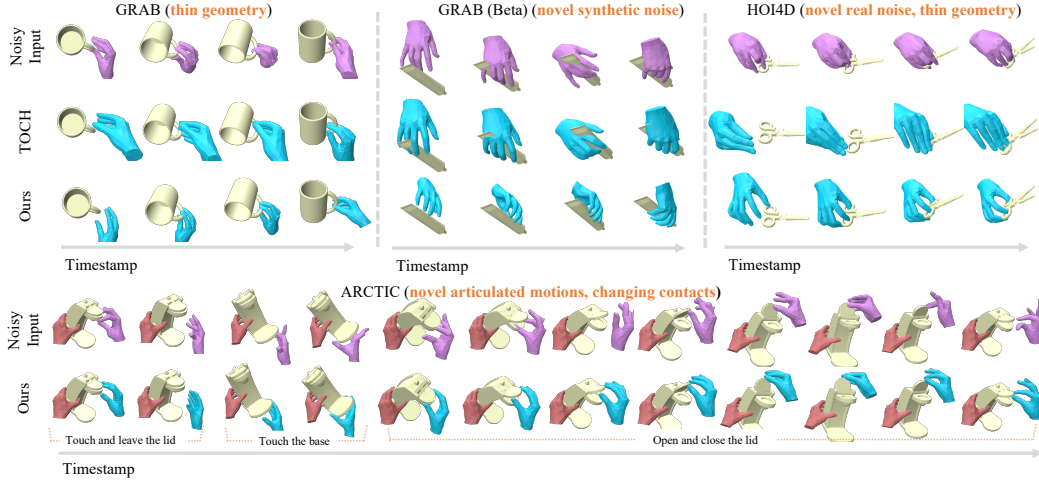 GRAB (thin geometry)
GRAB (Beta) (novel synthetic noise)
HOI4D (novel real noise, thin geometry)
Noisy
Input
TOCH
Ours
Timestamp
Timestamp
Timestamp
ARCTIC (novel articulated motions, changing contacts)
Noisy
Input
Ours
Touch and leave the lid
Touch the base
Open and close the lid
Timestamp